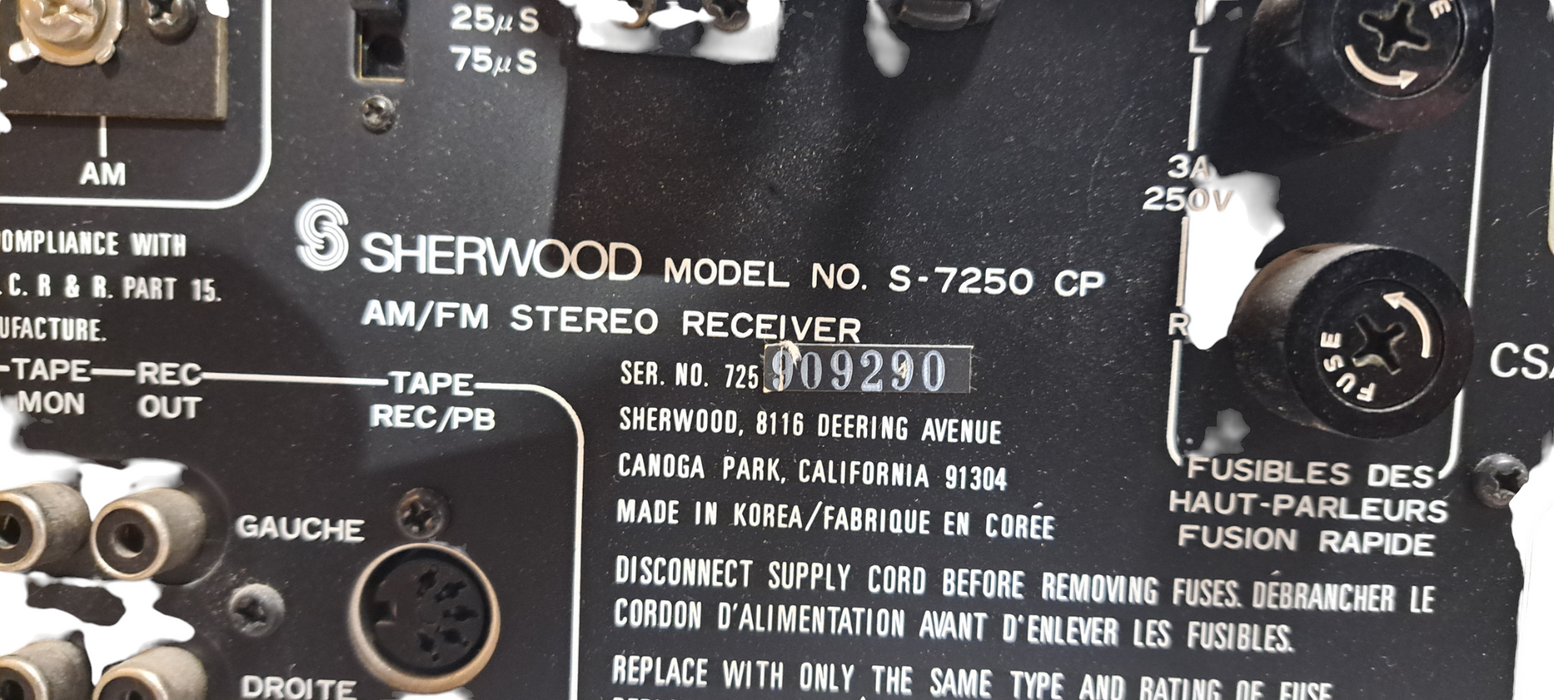 25µS
75µS
AM
L
3A
250V
R
FUSE
COMPLIANCE WITH
.C. R & R. PART 15.
SHERWOOD MODEL NO. S-7250 CP
AM/FM STEREO RECEIVER
SER. NO. 725 909290
SHERWOOD, 8116 DEERING AVENUE
CANOGA PARK, CALIFORNIA 91304
MADE IN KOREA/FABRIQUE EN CORÉE
TAPE
MON
REC
OUT
TAPE
REC/PB
GAUCHE
DROITE
FUSIBLES DES
HAUT-PARLEURS
FUSION RAPIDE
DISCONNECT SUPPLY CORD BEFORE REMOVING FUSES. DÉBRANCHER LE
CORDON D'ALIMENTATION AVANT D'ENLEVER LES FUSIBLES.
REPLACE WITH ONLY THE SAME TYPE AND RATING OF FUSE